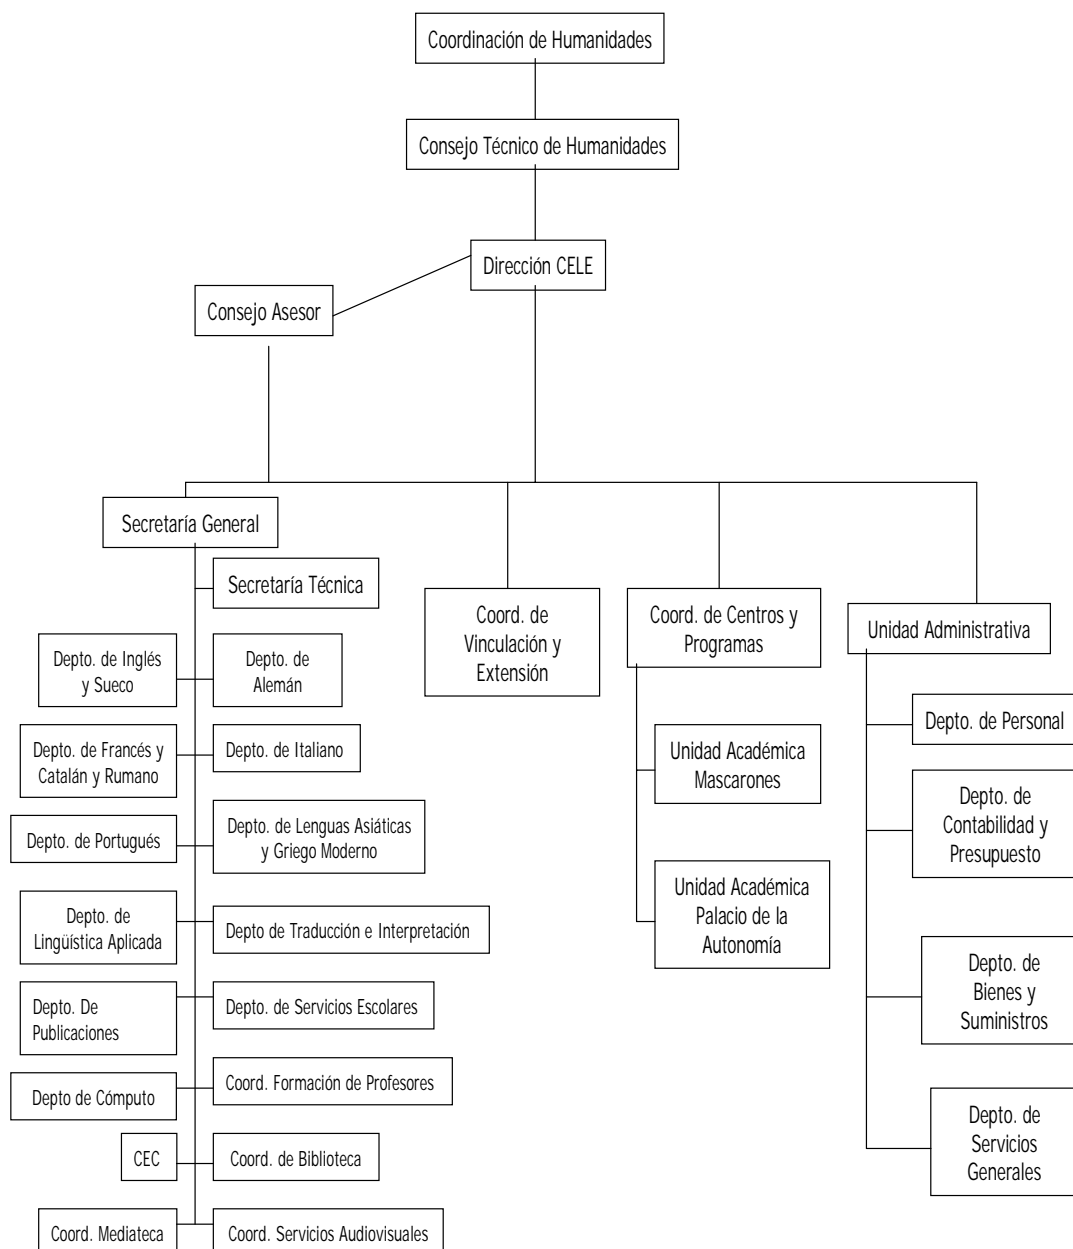 Coordinación de Humanidades
Consejo Técnico de Humanidades
Dirección CELE
Consejo Asesor
Secretaría General
Secretaría Técnica
Depto. de Inglés
y Sueco
Depto. de
Alemán
Depto. de Francés y
Catalán y Rumano
Depto. de Italiano
Depto. de Portugués
Depto. de Lenguas Asiáticas
y Griego Moderno
Depto. de
Lingüística Aplicada
Depto de Traducción e Interpretación
Depto. De
Publicaciones
Depto. de Servicios Escolares
Depto de Cómputo
Coord. Formación de Profesores
CEC
Coord. de Biblioteca
Coord. Mediateca
Coord. Servicios Audiovisuales
Coord. de
Vinculación y
Extensión
Coord. de Centros y
Programas
Unidad Académica
Mascarones
Unidad Académica
Palacio de la
Autonomía
Unidad Administrativa
Depto. de Personal
Depto. de
Contabilidad y
Presupuesto
Depto. de
Bienes y
Suministros
Depto. de
Servicios
Generales